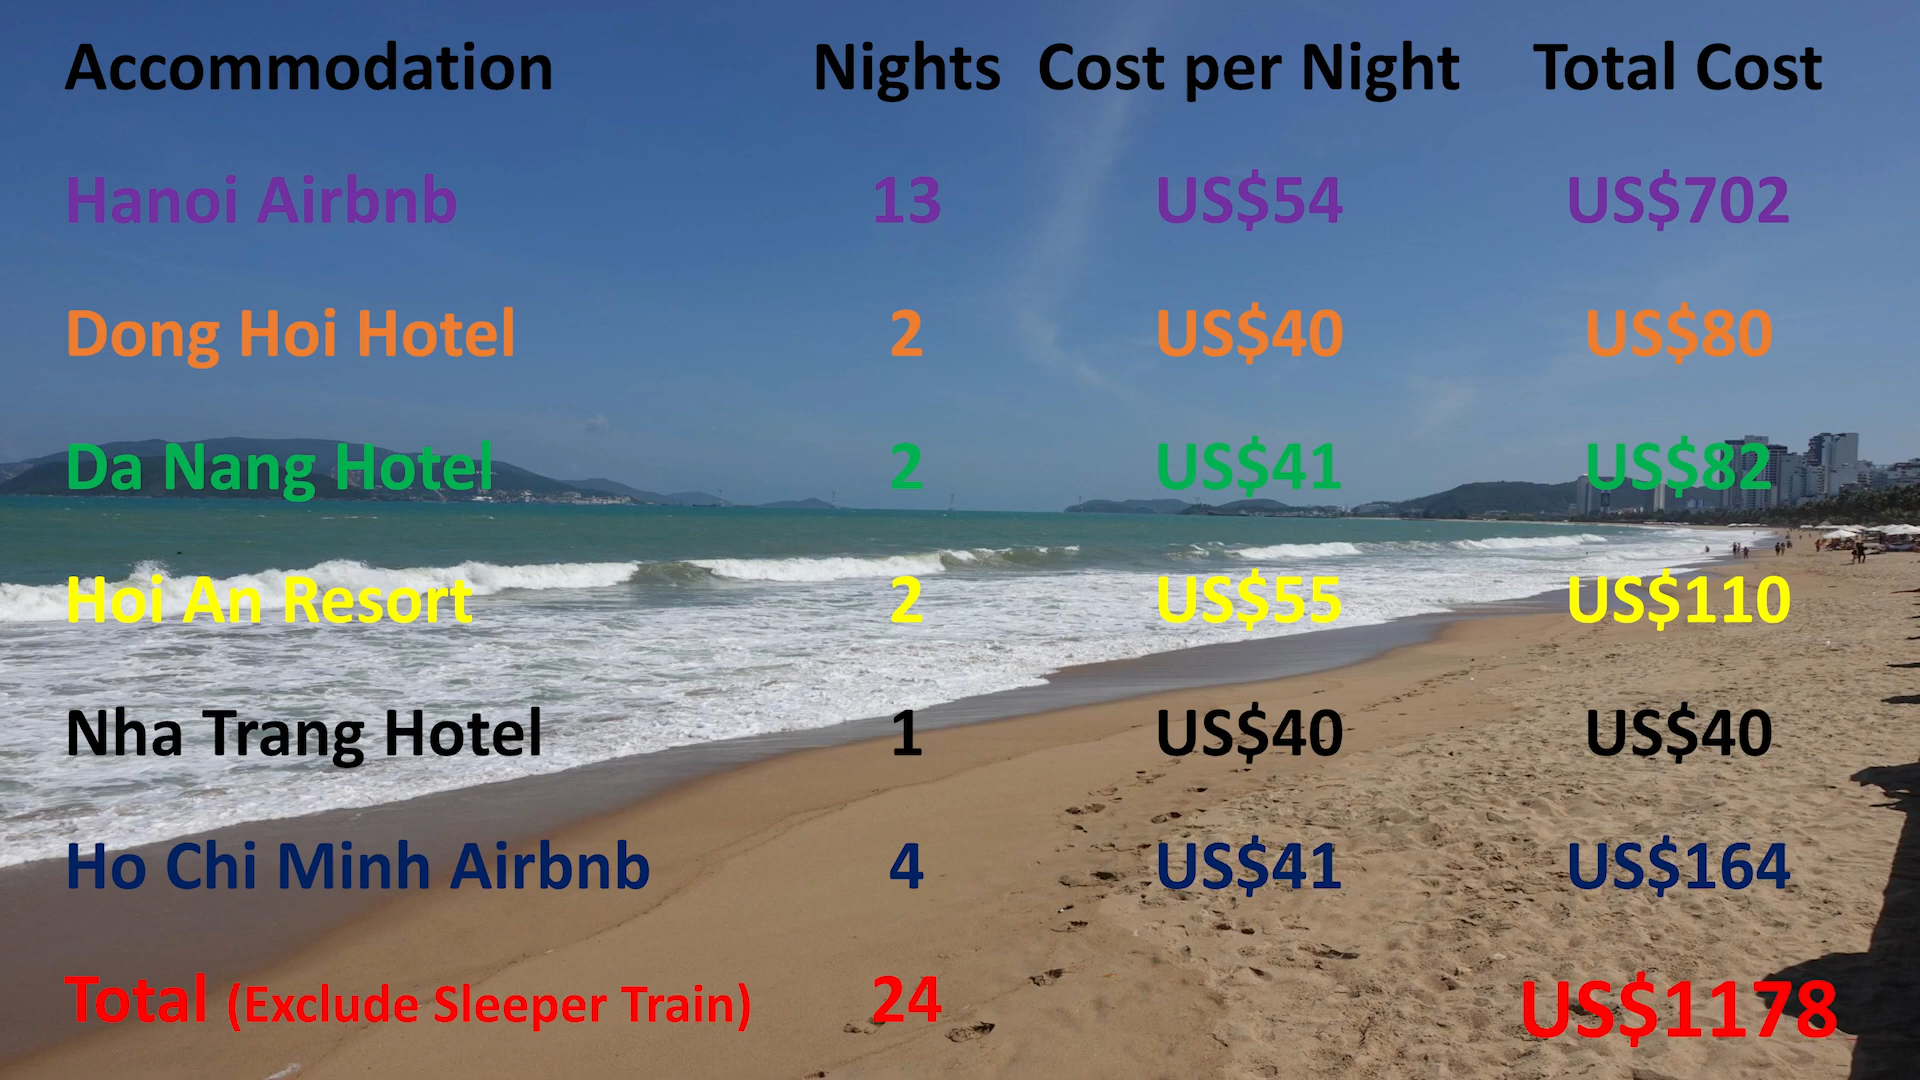 Accommodation Nights Cost per Night Total Cost
Hanoi Airbnb 13 US$54 US$702
Dong Hoi Hotel 2 US$40 US$80
Da Nang Hotel 2 US$41 US$82
Hoi An Resort 2 US$55 US$110
Nha Trang Hotel 1 US$40 US$40
Ho Chi Minh Airbnb 4 US$41 US$164
Total (Exclude Sleeper Train) 24 US$1178